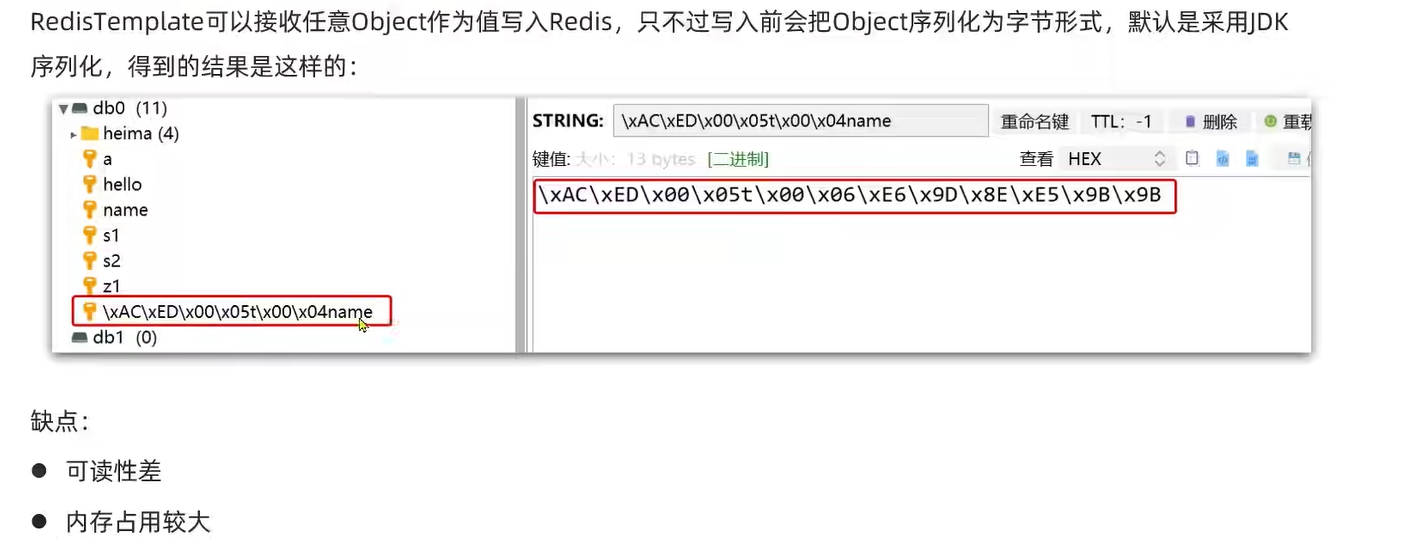 RedisTemplate可以接收任意Object作为值写入Redis，只不过写入前会把Object序列化为字节形式，默认是采用JDK
序列化，得到的结果是这样的：
db0 (11)
heima (4)
a
hello
name
s1
s2
z1
\xAC\xED\x00\x05t\x00\x04name
db1 (0)
STRING: \xAC\xED\x00\x05t\x00\x04name 重命名键 TTL: -1 删除 重载
键值: 大小: 13 bytes [二进制] 查看 HEX
\xAC\xED\x00\x05t\x00\x06\xE6\x9D\x8E\xE5\x9B\x9B
缺点：
● 可读性差
● 内存占用较大